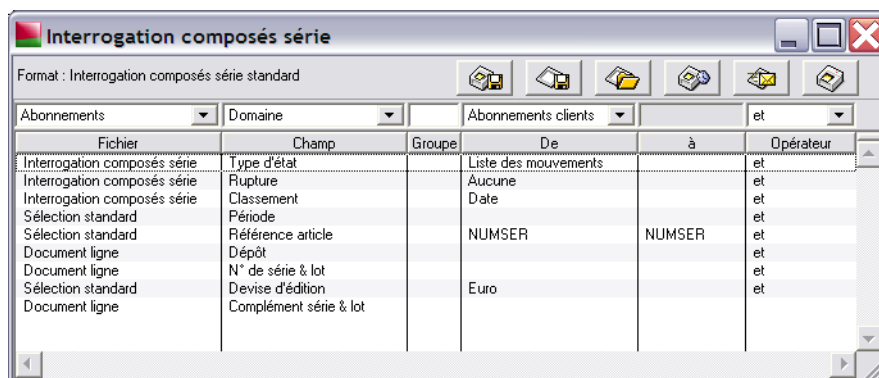 Interrogation composés série
Format : Interrogation composés série standard
Abonnements Domaine Abonnements clients et
Fichier Champ Groupe De à Opérateur
Interrogation composés série Type d'état Liste des mouvements et
Interrogation composés série Rupture Aucune et
Interrogation composés série Classement Date et
Sélection standard Période et
Sélection standard Référence article NUMSER NUMSER et
Document ligne Dépôt et
Document ligne N° de série & lot et
Sélection standard Devise d'édition Euro et
Document ligne Complément série & lot